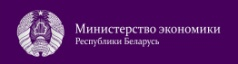 Министерство экономики
Республики Беларусь